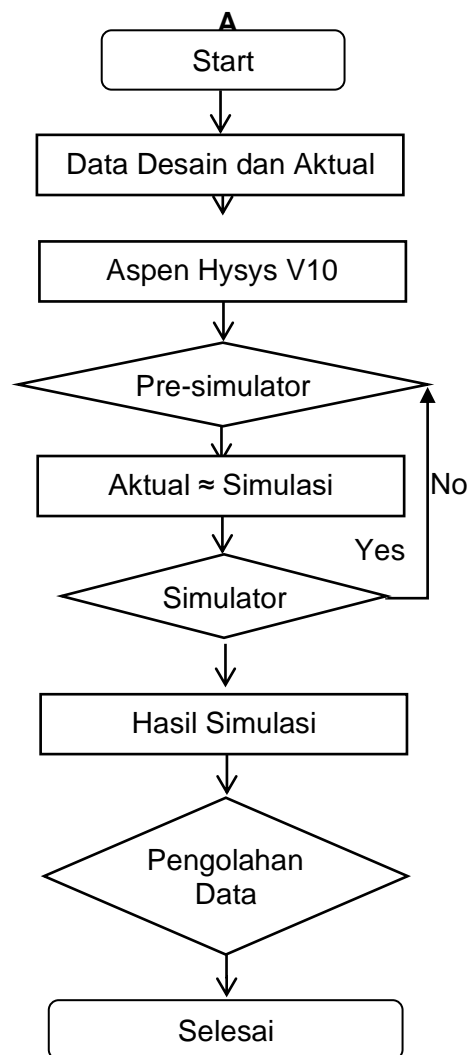 A
Start
Data Desain dan Aktual
Aspen Hysys V10
Pre-simulator
Aktual ≈ Simulasi
No
Yes
Simulator
Hasil Simulasi
Pengolahan
Data
Selesai